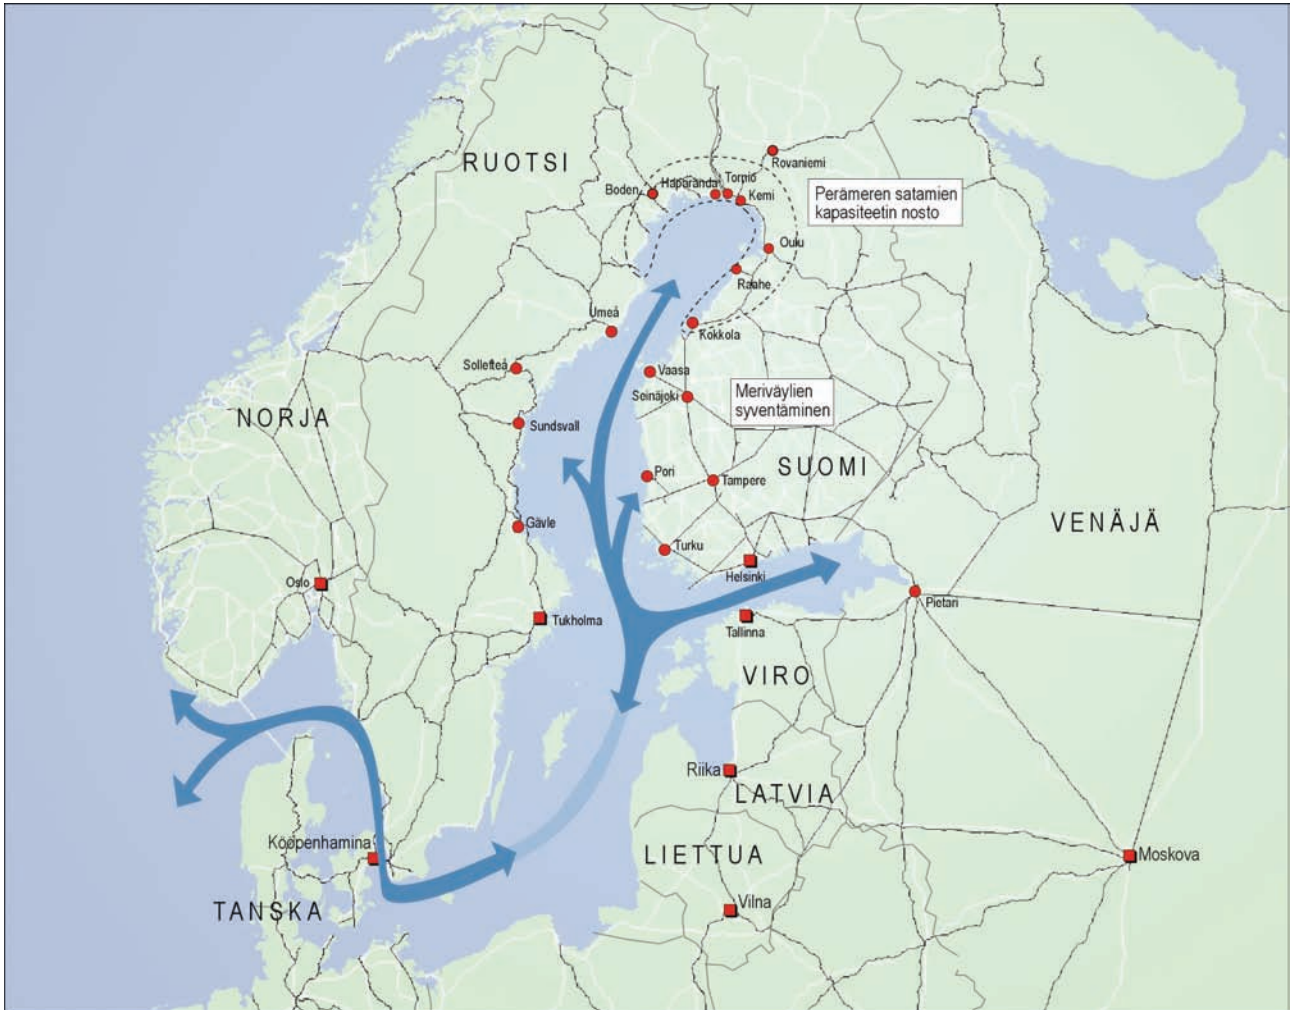 RUOTSI
Rovaniemi
Boden
Haparanda
Tornio
Kemi
Perämeren satamien
kapasiteetin nosto
Oulu
Raahe
Umeå
Kokkola
Solletteå
Vaasa
Seinäjoki
Meriväylien
syventäminen
NORJA
Sundsvall
SUOMI
Pori
Tampere
VENÄJÄ
Gävle
Turku
Helsinki
Oslo
Pietari
Tukholma
Tallinna
VIRO
Riika
LATVIA
Kööpenhamina
LIETTUA
Moskova
Vilna
TANSKA